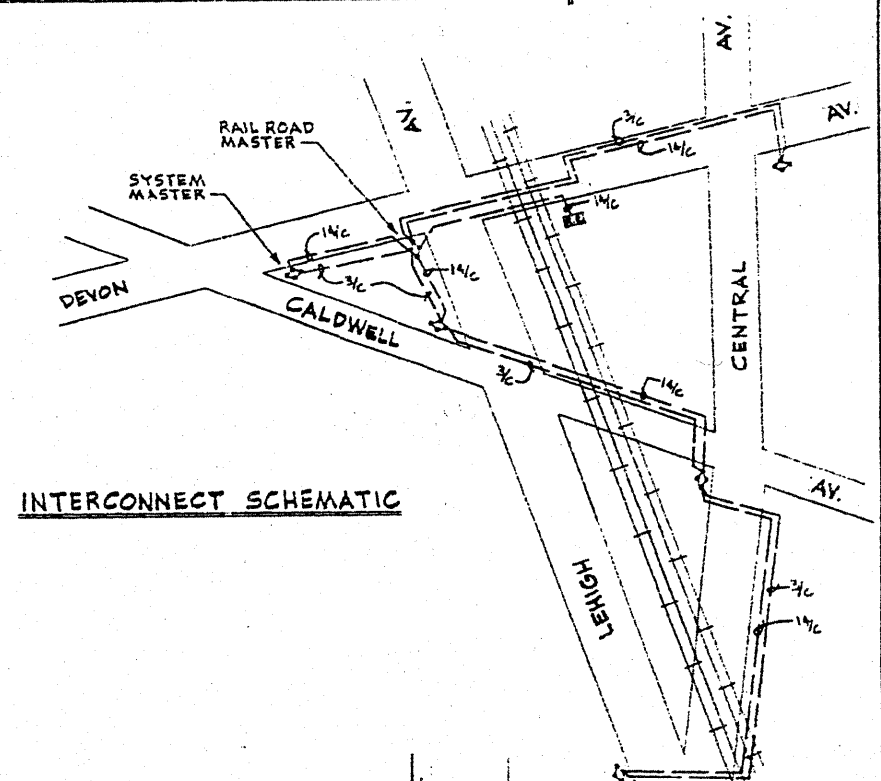 AV.
AV.
RAIL ROAD
MASTER
3/C
14/C
SYSTEM
MASTER
14/C
14/C
14/C
3/C
DEVON
CALDWELL
CENTRAL
3/C
14/C
AV.
INTERCONNECT SCHEMATIC
LEHIGH
3/C
14/C